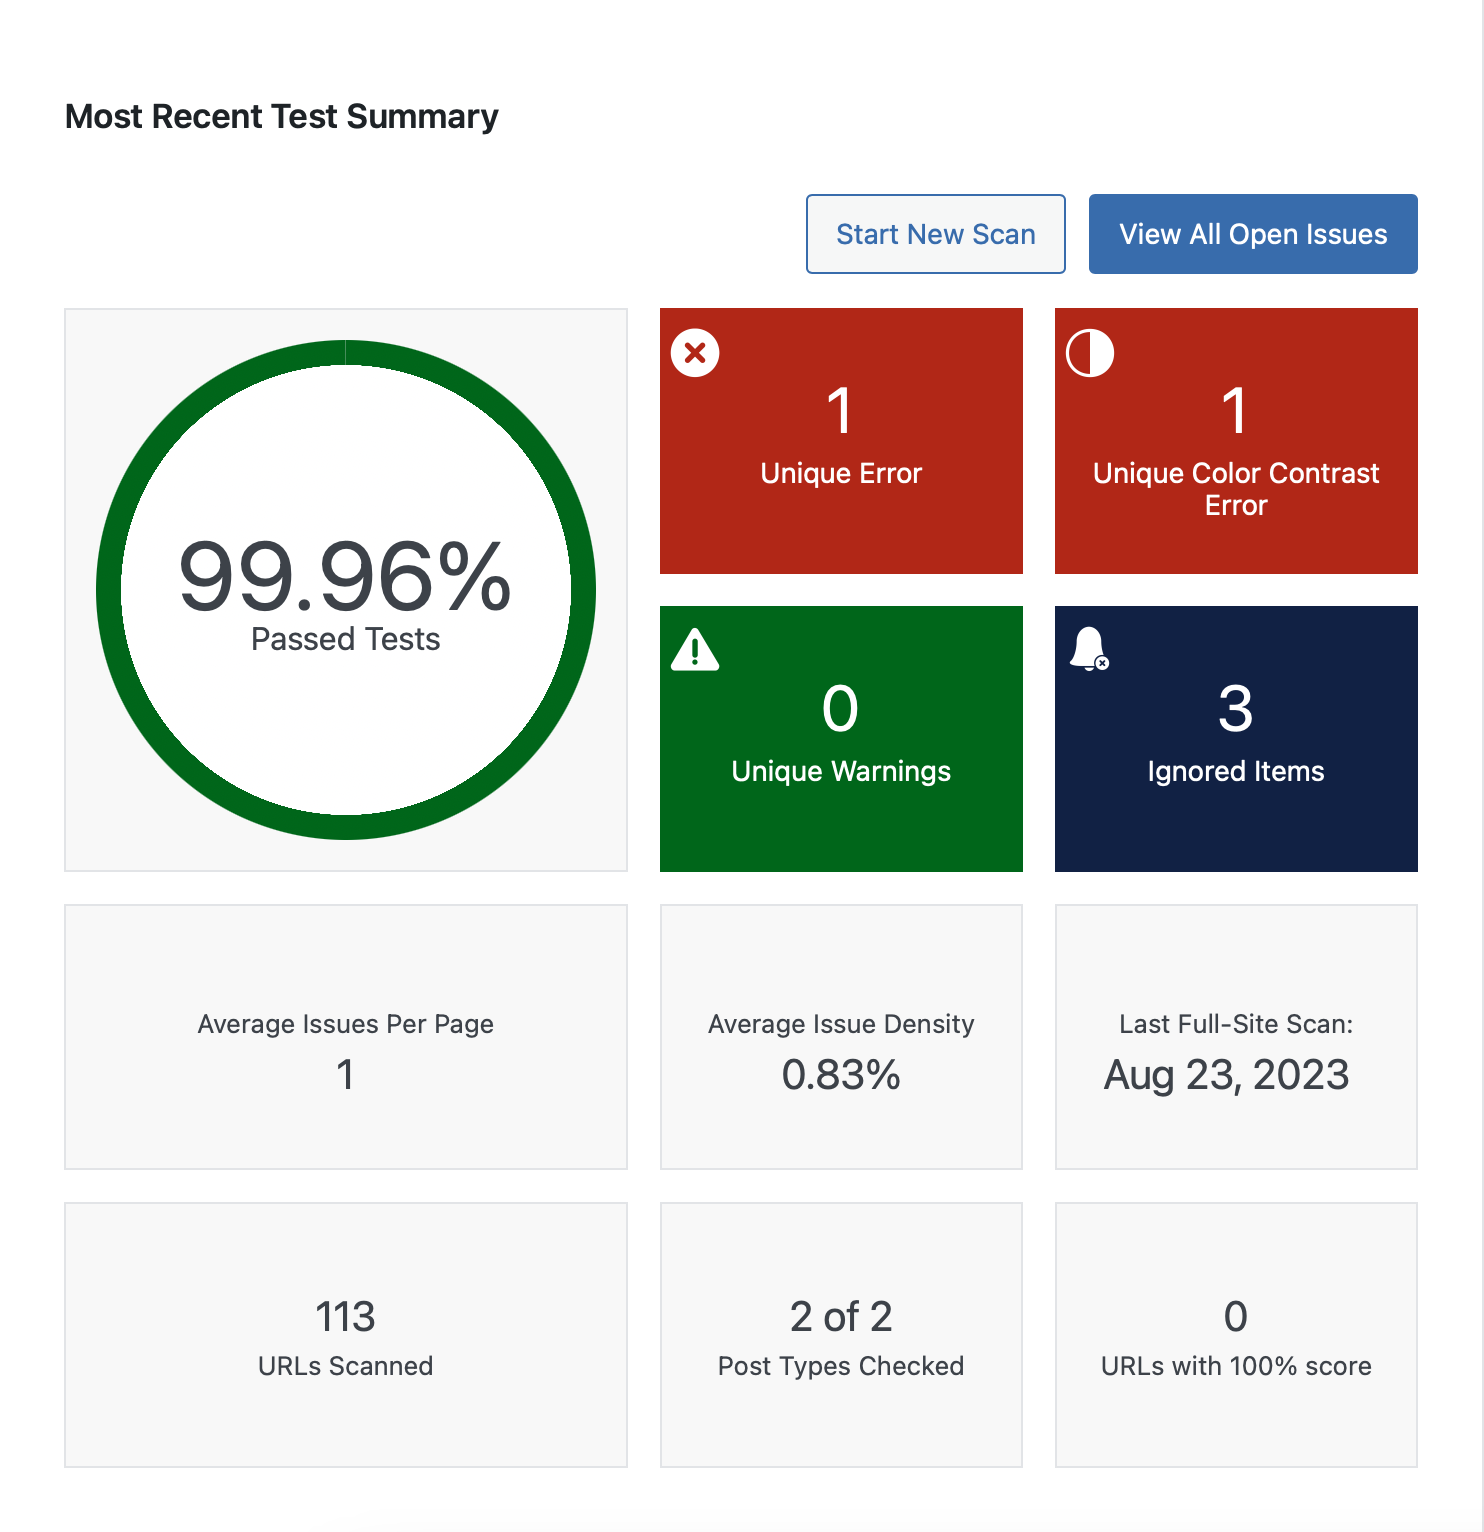 Most Recent Test Summary
Start New Scan
View All Open Issues
99.96%
Passed Tests
1
Unique Error
1
Unique Color Contrast
Error
0
Unique Warnings
3
Ignored Items
Average Issues Per Page
1
Average Issue Density
0.83%
Last Full-Site Scan:
Aug 23, 2023
113
URLs Scanned
2 of 2
Post Types Checked
0
URLs with 100% score